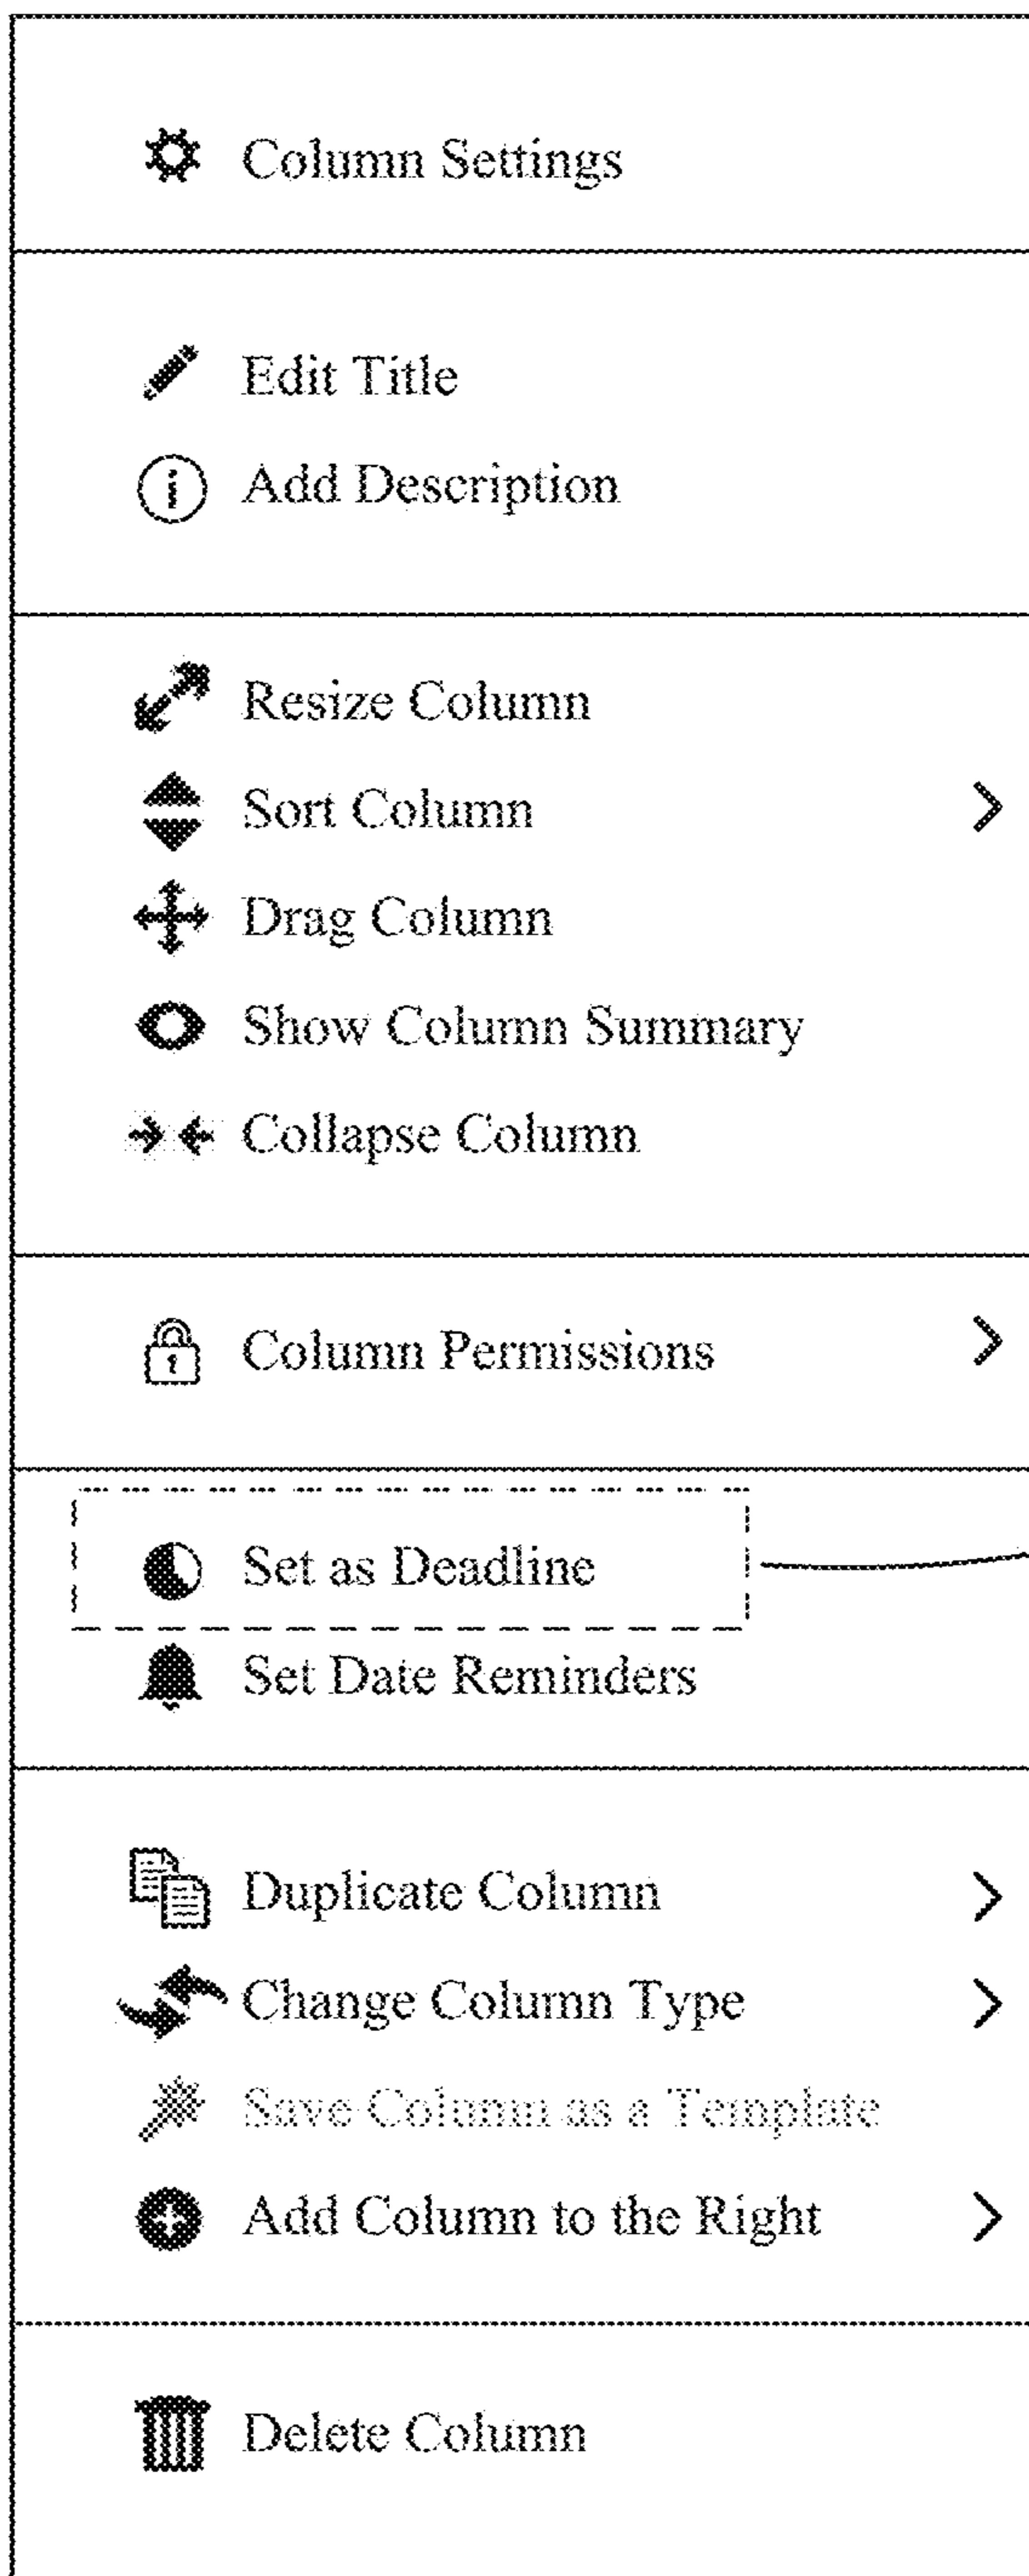 Column Settings
Edit Title
Add Description
Resize Column
Sort Column
Drag Column
Show Column Summary
Collapse Column
Column Permissions
Set as Deadline
Set Date Reminders
Duplicate Column
Change Column Type
Save Column as a Template
Add Column to the Right
Delete Column